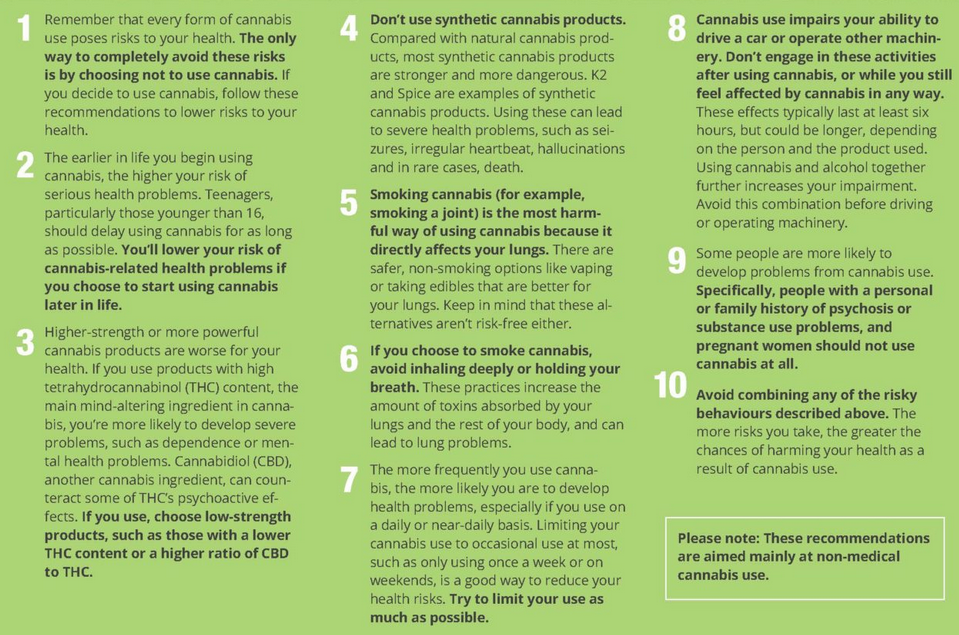 1
Remember that every form of cannabis
use poses risks to your health. The only
way to completely avoid these risks
is by choosing not to use cannabis. If
you decide to use cannabis, follow these
recommendations to lower risks to your
health.
2
The earlier in life you begin using
cannabis, the higher your risk of
serious health problems. Teenagers,
particularly those younger than 16,
should delay using cannabis for as long
as possible. You'll lower your risk of
cannabis-related health problems if
you choose to start using cannabis
later in life.
3
Higher-strength or more powerful
cannabis products are worse for your
health. If you use products with high
tetrahydrocannabinol (THC) content, the
main mind-altering ingredient in canna-
bis, you're more likely to develop severe
problems, such as dependence or men-
tal health problems. Cannabidiol (CBD),
another cannabis ingredient, can coun-
teract some of THC's psychoactive ef-
fects. If you use, choose low-strength
products, such as those with a lower
THC content or a higher ratio of CBD
to THC.
4
Don't use synthetic cannabis products.
Compared with natural cannabis prod-
ucts, most synthetic cannabis products
are stronger and more dangerous. K2
and Spice are examples of synthetic
cannabis products. Using these can lead
to severe health problems, such as sei-
zures, irregular heartbeat, hallucinations
and in rare cases, death.
5
Smoking cannabis (for example,
smoking a joint) is the most harm-
ful way of using cannabis because it
directly affects your lungs. There are
safer, non-smoking options like vaping
or taking edibles that are better for
your lungs. Keep in mind that these al-
ternatives aren't risk-free either.
6
If you choose to smoke cannabis,
avoid inhaling deeply or holding your
breath. These practices increase the
amount of toxins absorbed by your
lungs and the rest of your body, and can
lead to lung problems.
7
The more frequently you use canna-
bis, the more likely you are to develop
health problems, especially if you use on
a daily or near-daily basis. Limiting your
cannabis use to occasional use at most,
such as only using once a week or on
weekends, is a good way to reduce your
health risks. Try to limit your use as
much as possible.
8
Cannabis use impairs your ability to
drive a car or operate other machin-
ery. Don't engage in these activities
after using cannabis, or while you still
feel affected by cannabis in any way.
These effects typically last at least six
hours, but could be longer, depending
on the person and the product used.
Using cannabis and alcohol together
further increases your impairment.
Avoid this combination before driving
or operating machinery.
9
Some people are more likely to
develop problems from cannabis use.
Specifically, people with a personal
or family history of psychosis or
substance use problems, and
pregnant women should not use
cannabis at all.
10
Avoid combining any of the risky
behaviours described above. The
more risks you take, the greater the
chances of harming your health as a
result of cannabis use.
Please note: These recommendations
are aimed mainly at non-medical
cannabis use.